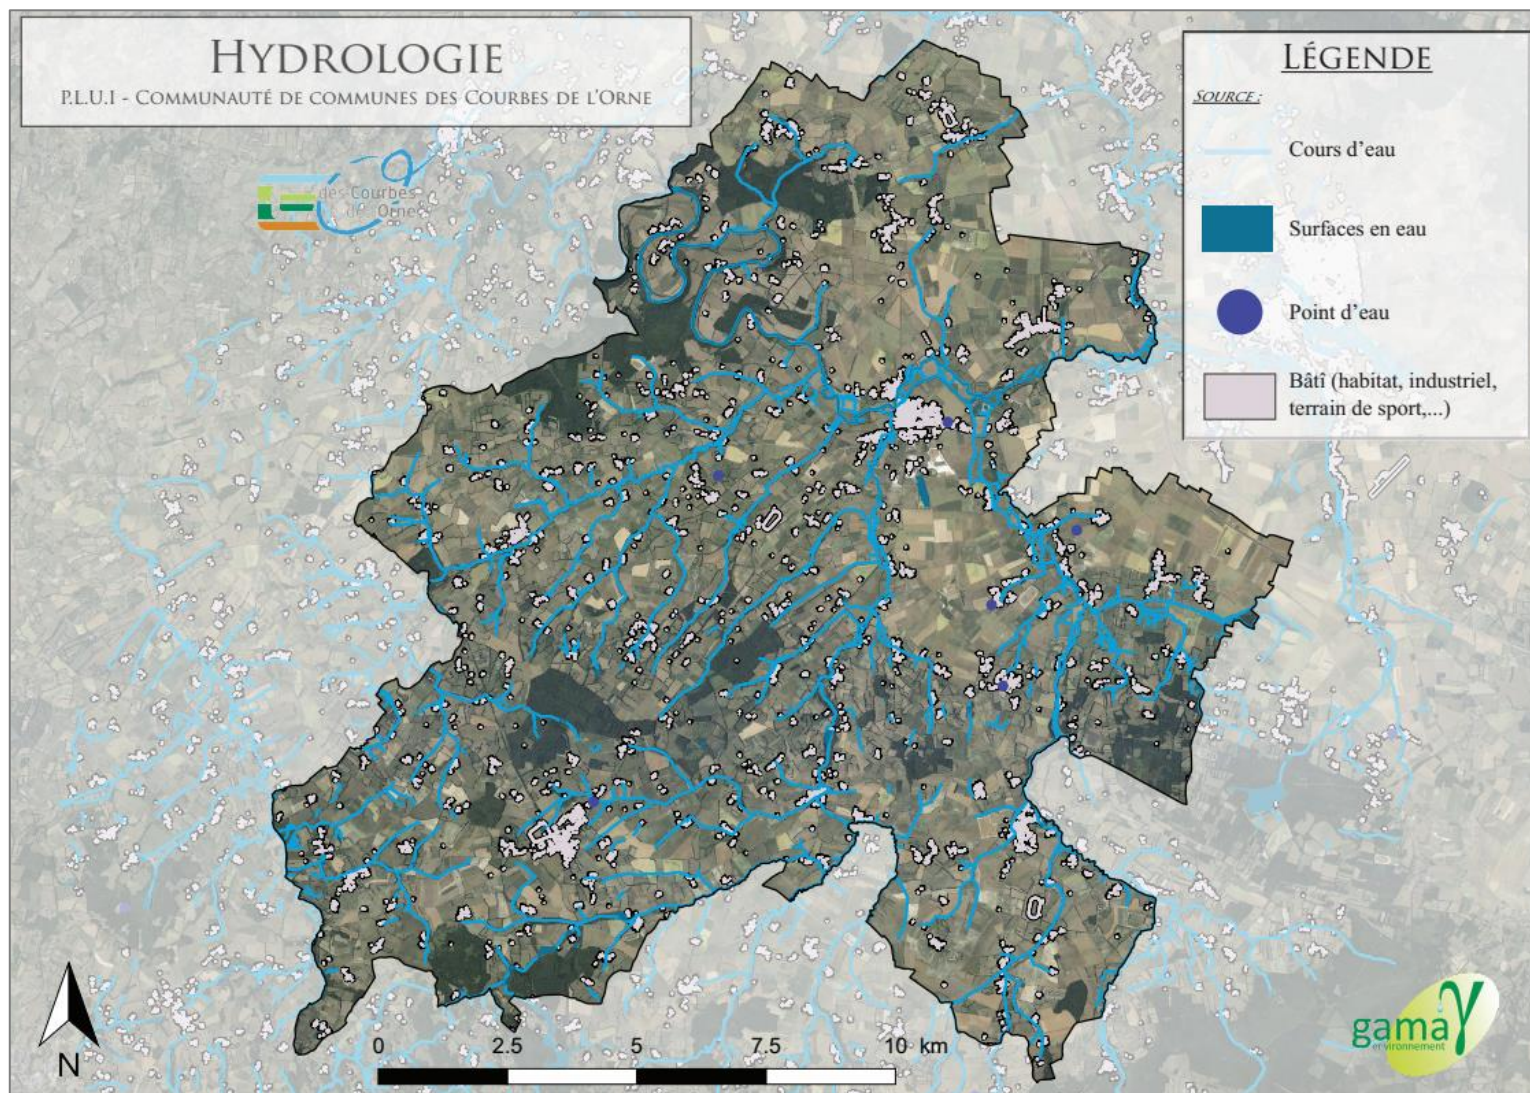 HYDROLOGIE
P.L.U.I - COMMUNAUTÉ DE COMMUNES DES COURBES DE L'ORNE
des Courbes
de l'Orne
LÉGENDE
SOURCE :
Cours d'eau
Surfaces en eau
Point d'eau
Bâti (habitat, industriel,
terrain de sport,...)
N
0 2.5 5 7.5 10 km
gama
environnement